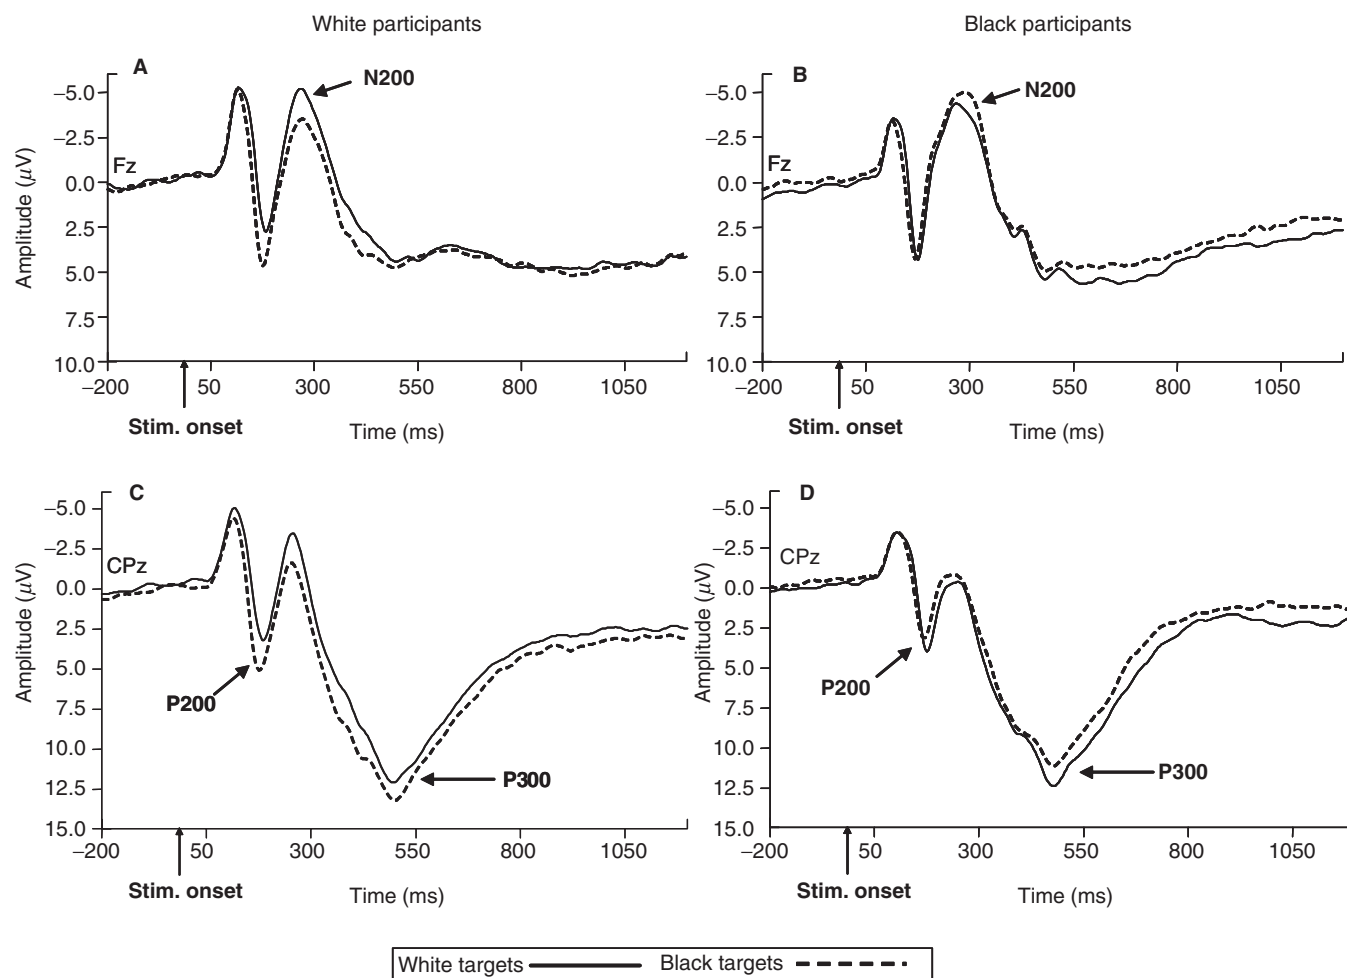 White participants
Black participants
A
N200
Fz
Amplitude (μV)
–5.0
–2.5
0.0
2.5
5.0
7.5
10.0
–200 50 300 550 800 1050
Stim. onset
Time (ms)
B
N200
Fz
–5.0
–2.5
0.0
2.5
5.0
7.5
10.0
–200 50 300 550 800 1050
Stim. onset
Time (ms)
C
CPz
Amplitude (μV)
–5.0
–2.5
0.0
2.5
5.0
7.5
10.0
12.5
15.0
P200
P300
–200 50 300 550 800 1050
Stim. onset
Time (ms)
D
CPz
Amplitude (μV)
–5.0
–2.5
0.0
2.5
5.0
7.5
10.0
12.5
15.0
P200
P300
–200 50 300 550 800 1050
Stim. onset
Time (ms)
White targets Black targets